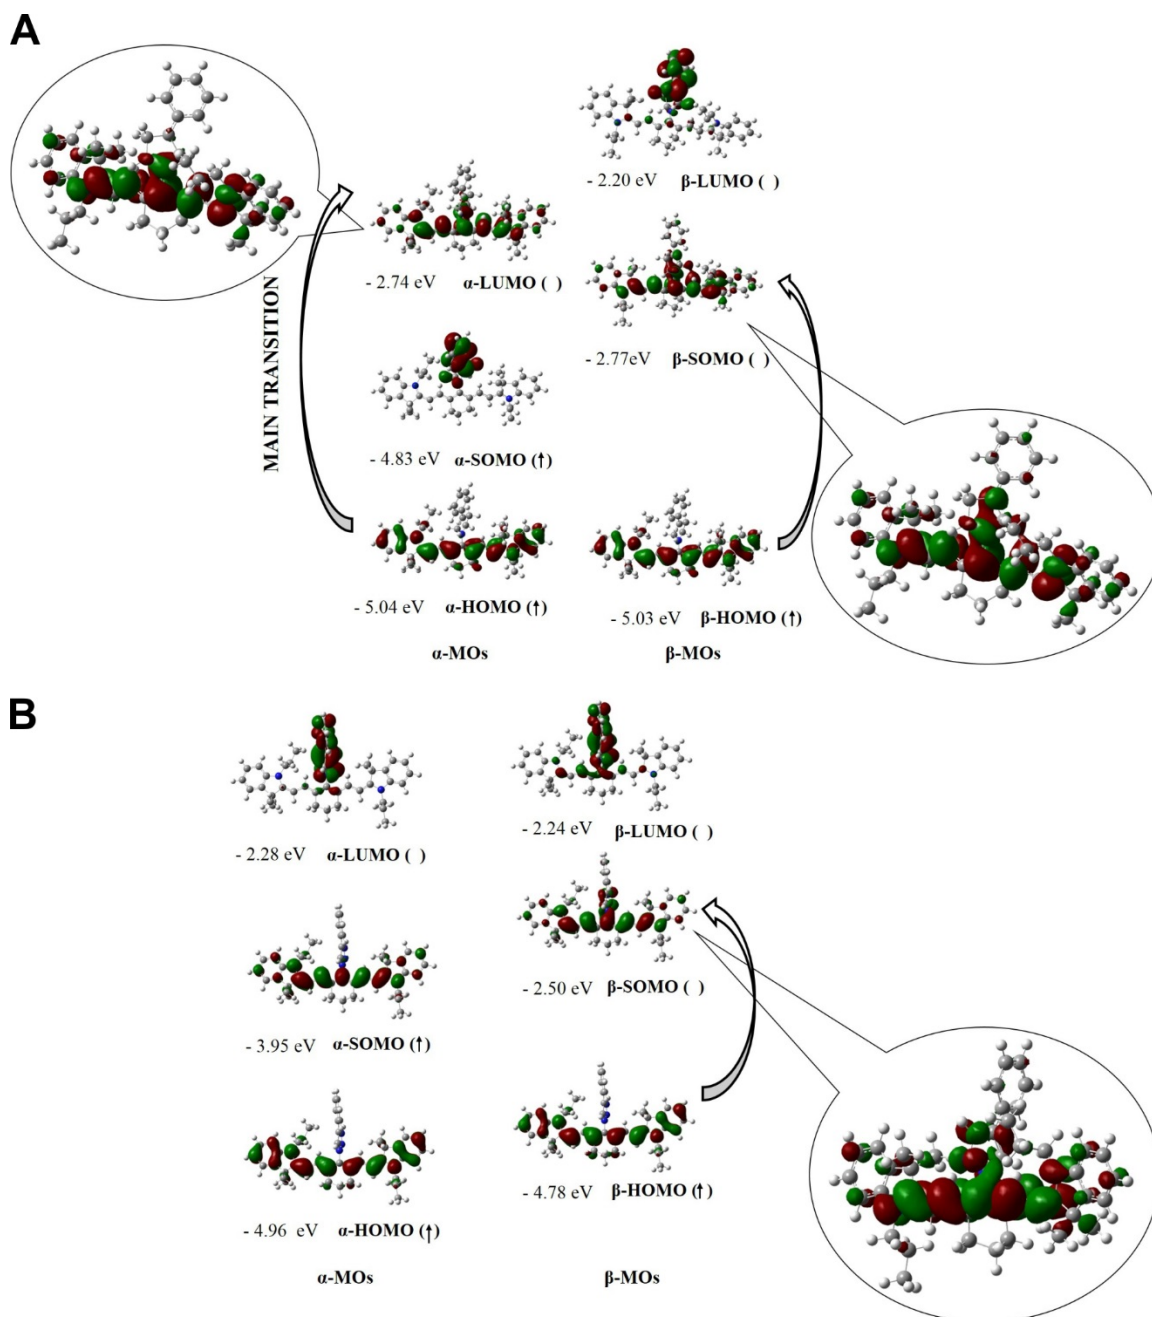 A
- 2.20 eV β-LUMO ( )
- 2.74 eV α-LUMO ( )
- 2.77eV β-SOMO ( )
MAIN TRANSITION
- 4.83 eV α-SOMO (↑)
- 5.04 eV α-HOMO (↑)
- 5.03 eV β-HOMO (↑)
α-MOs β-MOs
B
- 2.28 eV α-LUMO ( )
- 2.24 eV β-LUMO ( )
- 3.95 eV α-SOMO (↑)
- 2.50 eV β-SOMO ( )
- 4.96 eV α-HOMO (↑)
- 4.78 eV β-HOMO (↑)
α-MOs β-MOs